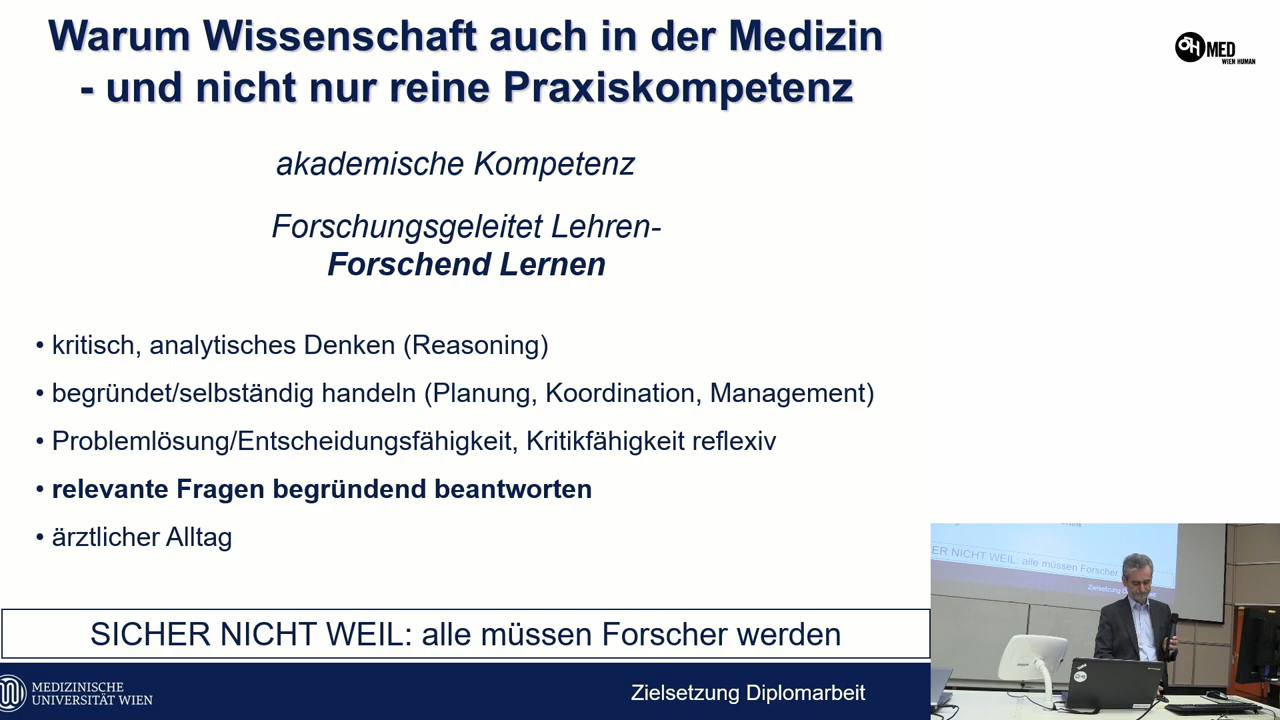 Warum Wissenschaft auch in der Medizin
- und nicht nur reine Praxiskompetenz
ÖH MED
WIEN HUMAN
akademische Kompetenz
Forschungsgeleitet Lehren-
Forschend Lernen
• kritisch, analytisches Denken (Reasoning)
• begründet/selbständig handeln (Planung, Koordination, Management)
• Problemlösung/Entscheidungsfähigkeit, Kritikfähigkeit reflexiv
• relevante Fragen begründend beantworten
• ärztlicher Alltag
SICHER NICHT WEIL: alle müssen Forscher werden
MEDIZINISCHE
UNIVERSITÄT WIEN
Zielsetzung Diplomarbeit
ER NICHT WEIL: alle müssen Forscher
Zielsetzung